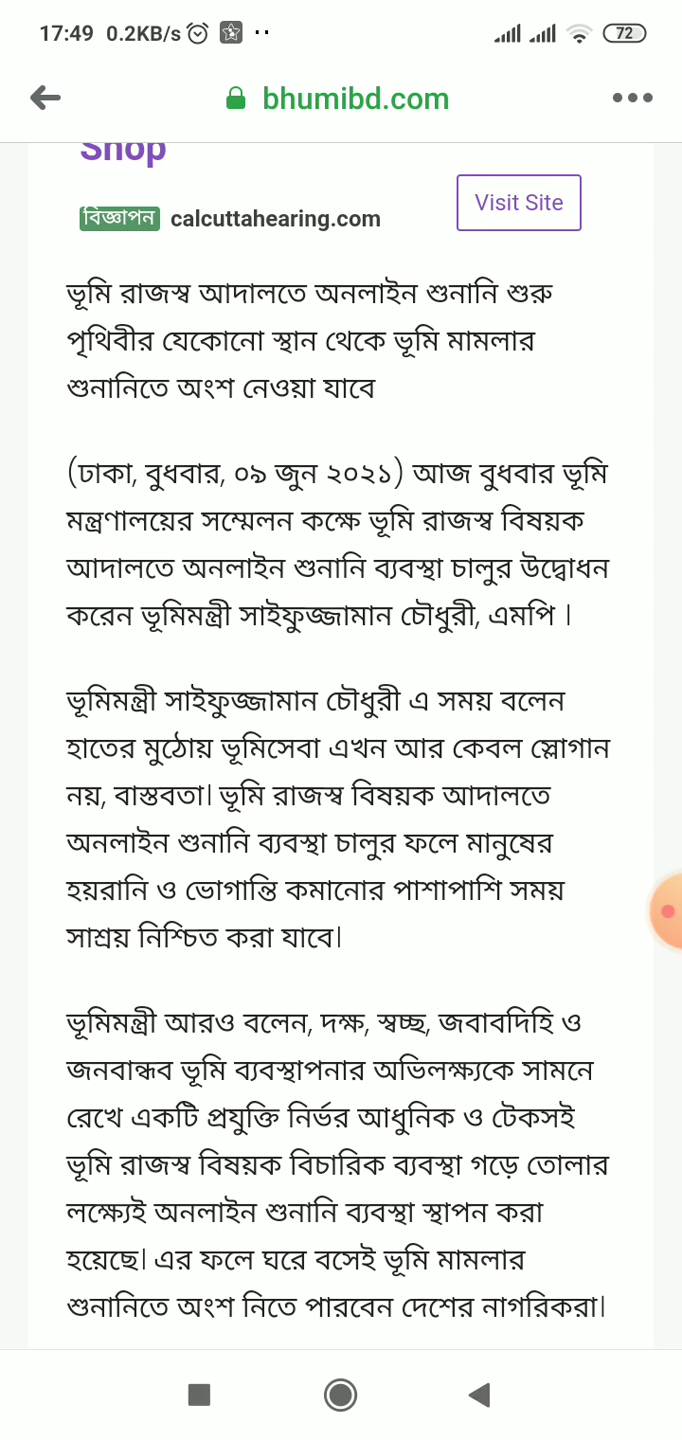 17:49 0.2KB/s
72
bhumibd.com
Shop
বিজ্ঞাপন calcuttahearing.com
Visit Site
ভূমি রাজস্ব আদালতে অনলাইন শুনানি শুরু
পৃথিবীর যেকোনো স্থান থেকে ভূমি মামলার
শুনানিতে অংশ নেওয়া যাবে
(ঢাকা, বুধবার, ০৯ জুন ২০২১) আজ বুধবার ভূমি
মন্ত্রণালয়ের সম্মেলন কক্ষে ভূমি রাজস্ব বিষয়ক
আদালতে অনলাইন শুনানি ব্যবস্থা চালুর উদ্বোধন
করেন ভূমিমন্ত্রী সাইফুজ্জামান চৌধুরী, এমপি ।
ভূমিমন্ত্রী সাইফুজ্জামান চৌধুরী এ সময় বলেন
হাতের মুঠোয় ভূমিসেবা এখন আর কেবল স্লোগান
নয়, বাস্তবতা। ভূমি রাজস্ব বিষয়ক আদালতে
অনলাইন শুনানি ব্যবস্থা চালুর ফলে মানুষের
হয়রানি ও ভোগান্তি কমানোর পাশাপাশি সময়
সাশ্রয় নিশ্চিত করা যাবে।
ভূমিমন্ত্রী আরও বলেন, দক্ষ, স্বচ্ছ, জবাবদিহি ও
জনবান্ধব ভূমি ব্যবস্থাপনার অভিলক্ষ্যকে সামনে
রেখে একটি প্রযুক্তি নির্ভর আধুনিক ও টেকসই
ভূমি রাজস্ব বিষয়ক বিচারিক ব্যবস্থা গড়ে তোলার
লক্ষ্যেই অনলাইন শুনানি ব্যবস্থা স্থাপন করা
হয়েছে। এর ফলে ঘরে বসেই ভূমি মামলার
শুনানিতে অংশ নিতে পারবেন দেশের নাগরিকরা।